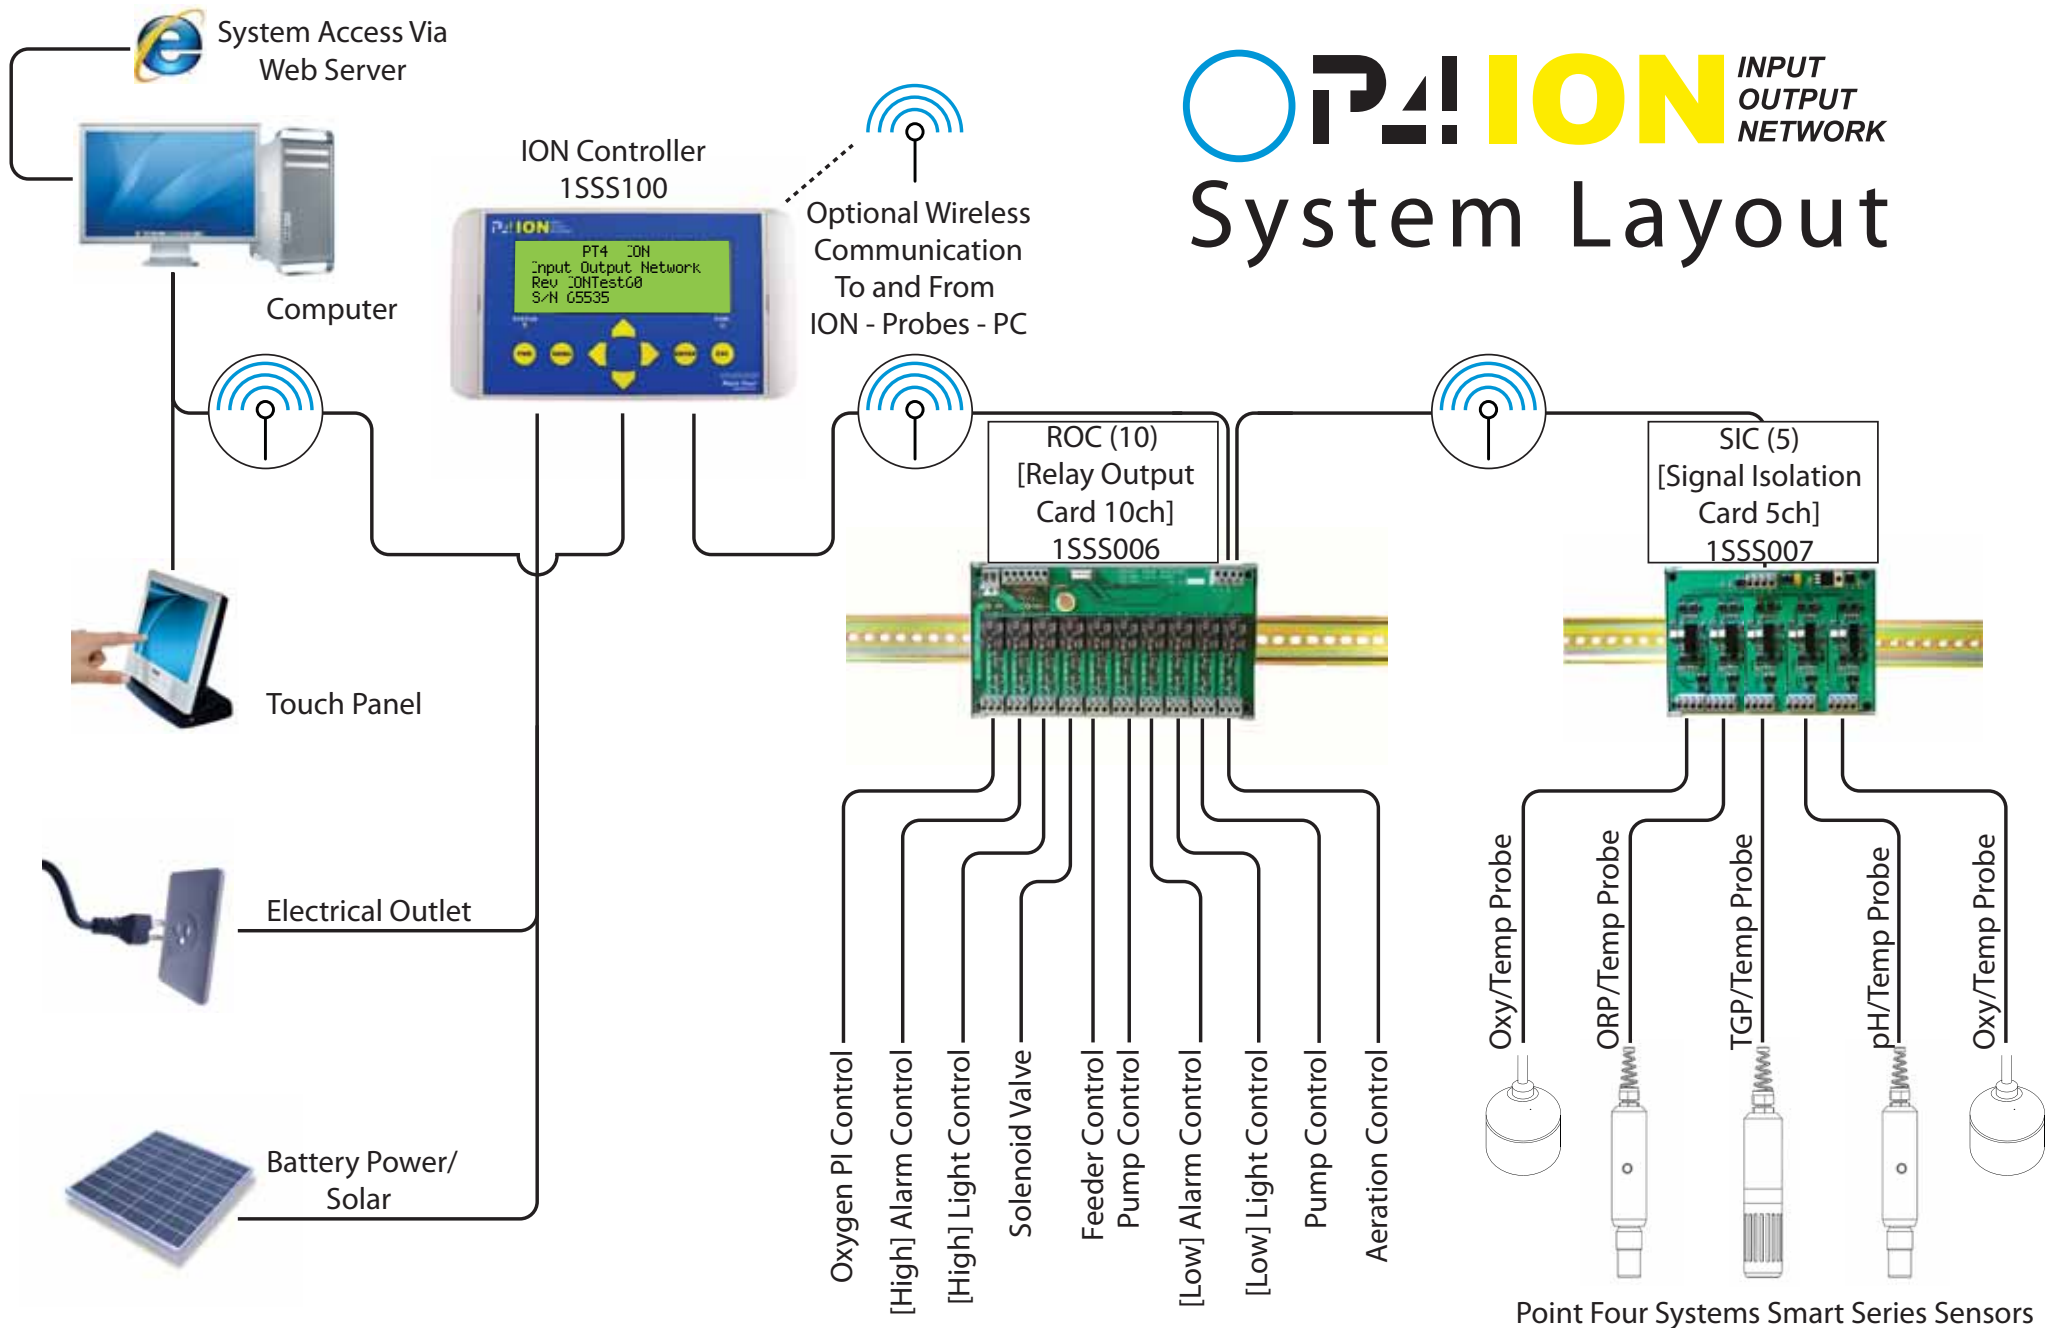 System Access Via
Web Server
P4! ION
INPUT
OUTPUT
NETWORK
System Layout
ION Controller
1SSS100
P4! ION
PT4 ION
Input Output Network
Rev IONTest60
S/N 65535
Optional Wireless
Communication
To and From
ION - Probes - PC
Computer
ROC (10)
[Relay Output
Card 10ch]
1SSS006
SIC (5)
[Signal Isolation
Card 5ch]
1SSS007
Touch Panel
Electrical Outlet
Battery Power/
Solar
Oxygen PI Control
[High] Alarm Control
[High] Light Control
Solenoid Valve
Feeder Control
Pump Control
[Low] Alarm Control
[Low] Light Control
Pump Control
Aeration Control
Oxy/Temp Probe
ORP/Temp Probe
TGP/Temp Probe
pH/Temp Probe
Oxy/Temp Probe
Point Four Systems Smart Series Sensors